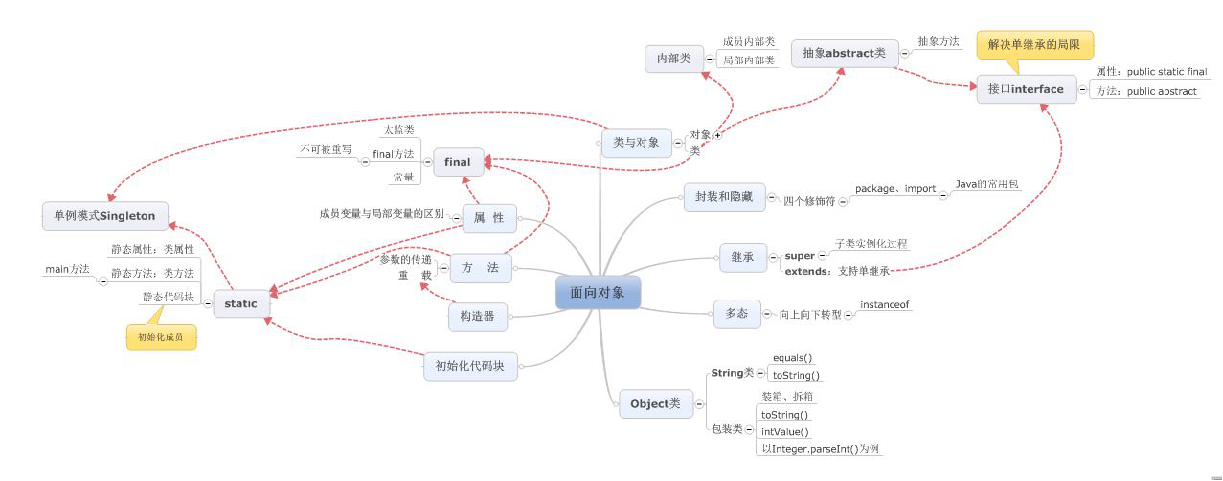 成员内部类
内部类
局部内部类
抽象abstract类
抽象方法
解决单继承的局限
接口interface
属性：public static final
方法：public abstract
类与对象
对象
类
太监类
不可被重写
final方法
常量
final
单例模式Singleton
成员变量与局部变量的区别
属 性
静态属性：类属性
main方法
静态方法：类方法
静态代码块
static
初始化成员
参数的传递
重 载
方 法
构造器
初始化代码块
面向对象
封装和隐藏
四个修饰符
package、import
Java的常用包
继承
super
子类实例化过程
extends：支持单继承
多态
向上向下转型
instanceof
Object类
String类
equals()
toString()
包装类
装箱、拆箱
toString()
intValue()
以Integer.parseInt()为例